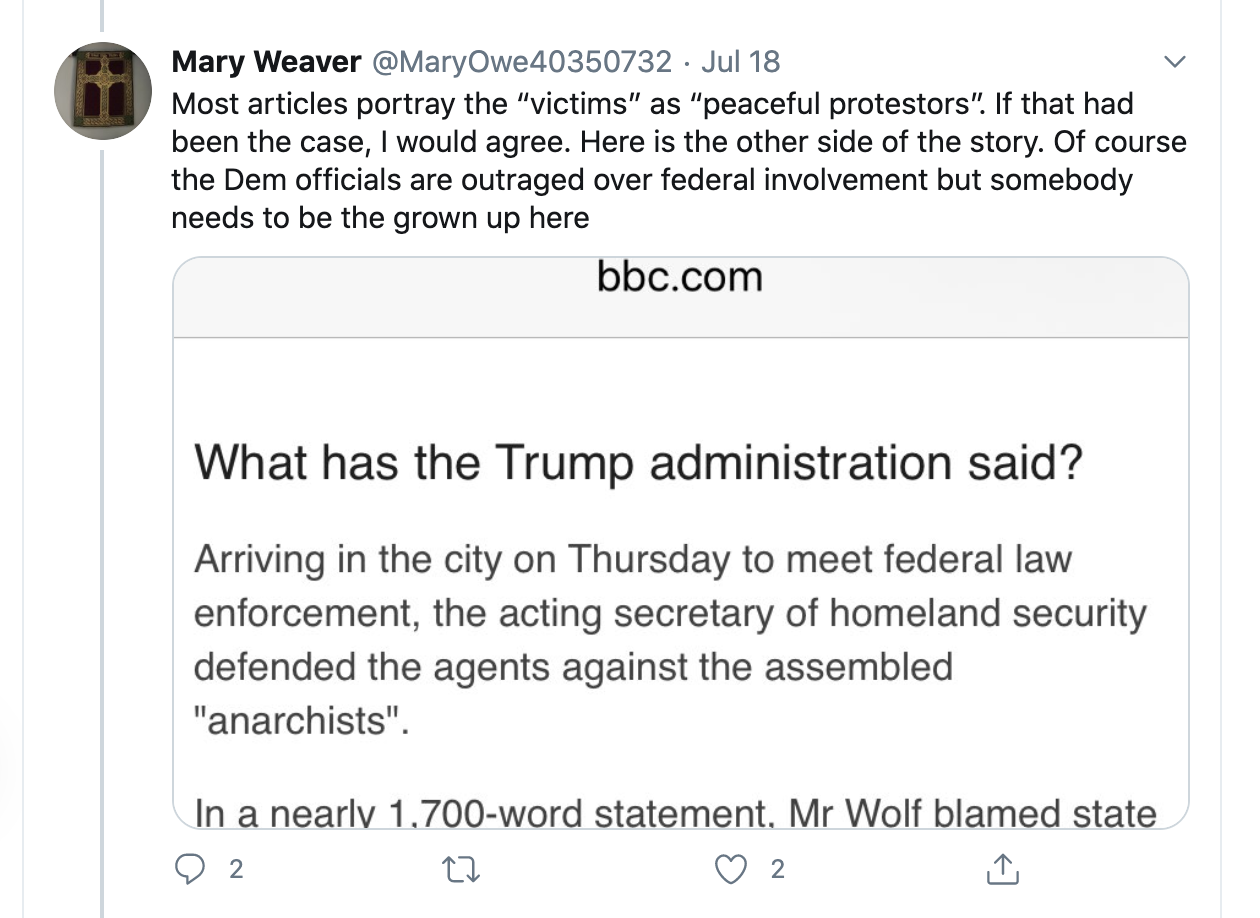 Mary Weaver @MaryOwe40350732 · Jul 18
Most articles portray the “victims” as “peaceful protestors”. If that had
been the case, I would agree. Here is the other side of the story. Of course
the Dem officials are outraged over federal involvement but somebody
needs to be the grown up here
bbc.com
What has the Trump administration said?
Arriving in the city on Thursday to meet federal law
enforcement, the acting secretary of homeland security
defended the agents against the assembled
"anarchists".
In a nearly 1,700-word statement, Mr Wolf blamed state
2 2